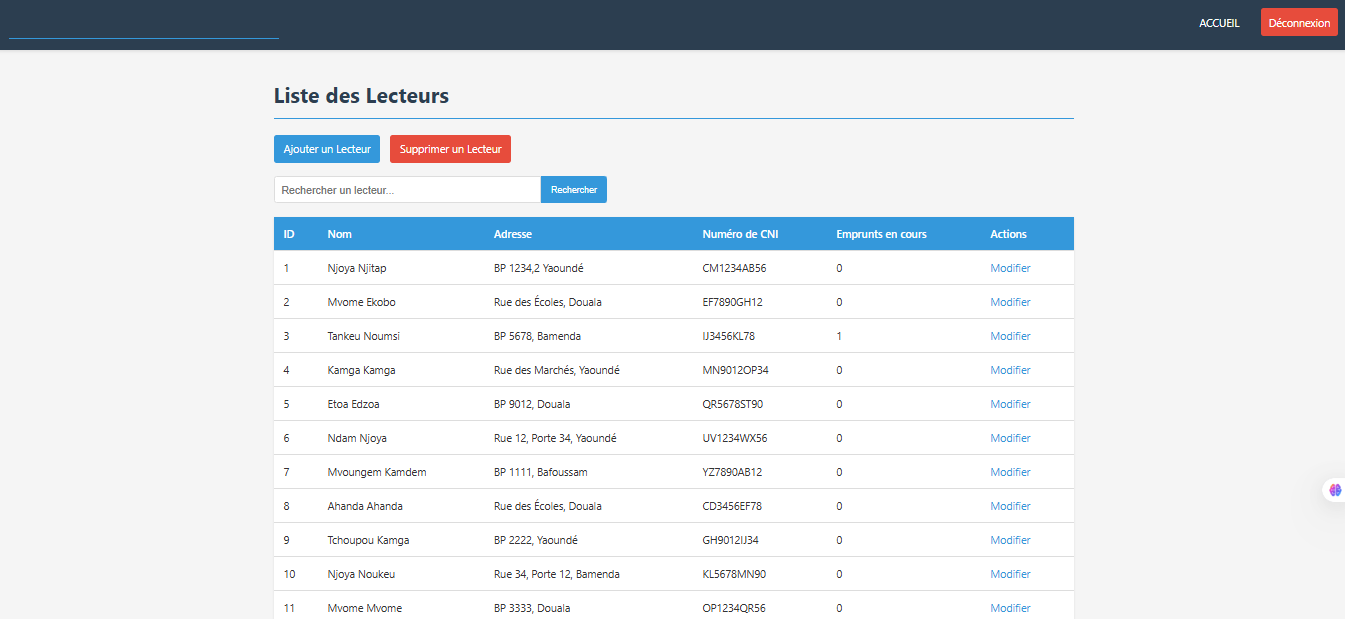 ACCUEIL Déconnexion
Liste des Lecteurs
Ajouter un Lecteur Supprimer un Lecteur
Rechercher un lecteur... Rechercher
ID Nom Adresse Numéro de CNI Emprunts en cours Actions
1 Njoya Njitap BP 1234,2 Yaoundé CM1234AB56 0 Modifier
2 Mvome Ekobo Rue des Écoles, Douala EF7890GH12 0 Modifier
3 Tankeu Noumsi BP 5678, Bamenda IJ3456KL78 1 Modifier
4 Kamga Kamga Rue des Marchés, Yaoundé MN9012OP34 0 Modifier
5 Etoa Edzoa BP 9012, Douala QR5678ST90 0 Modifier
6 Ndam Njoya Rue 12, Porte 34, Yaoundé UV1234WX56 0 Modifier
7 Mvoungem Kamdem BP 1111, Bafoussam YZ7890AB12 0 Modifier
8 Ahanda Ahanda Rue des Écoles, Douala CD3456EF78 0 Modifier
9 Tchoupou Kamga BP 2222, Yaoundé GH9012IJ34 0 Modifier
10 Njoya Noukeu Rue 34, Porte 12, Bamenda KL5678MN90 0 Modifier
11 Mvome Mvome BP 3333, Douala OP1234QR56 0 Modifier